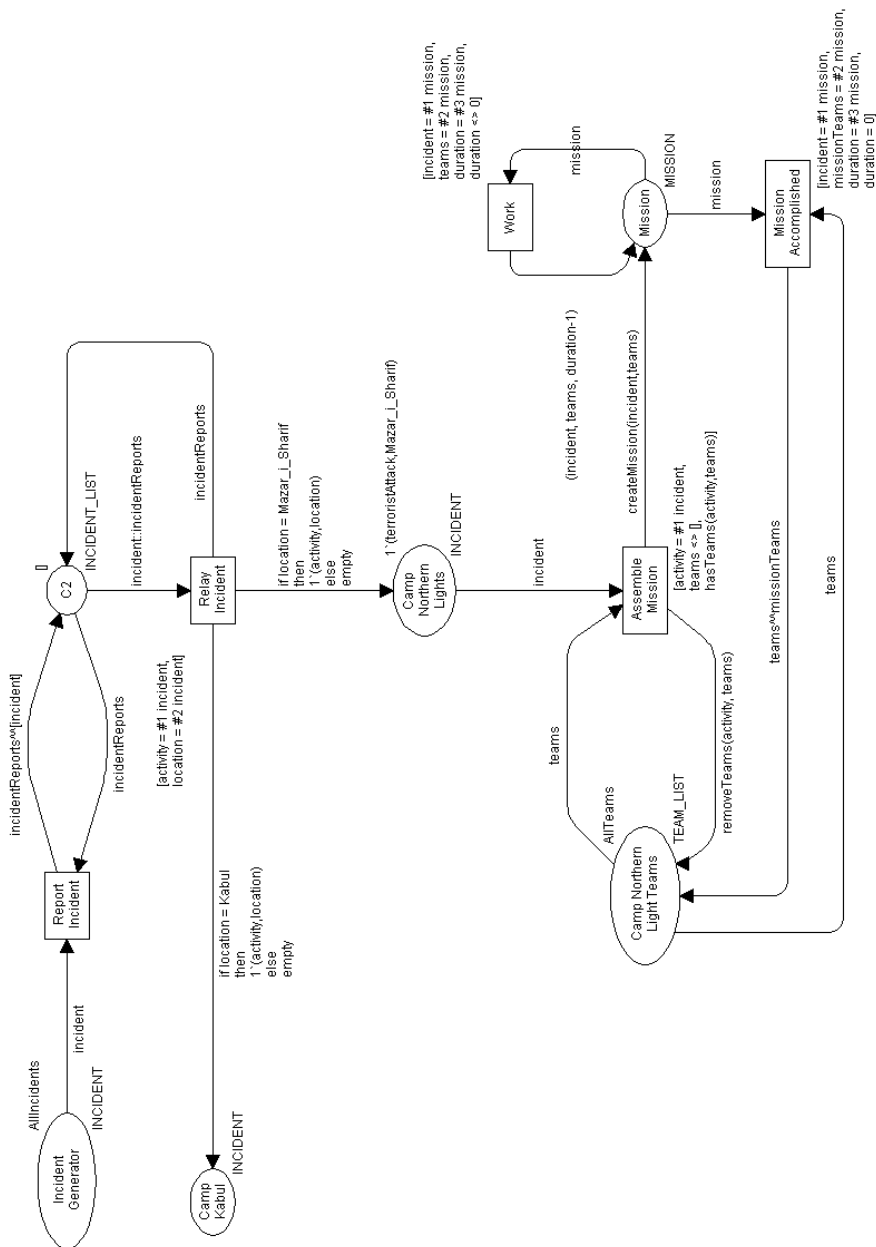 AllIncidents
Incident
Generator
INCIDENT
incident
Report
Incident
incidentReports^^[incident]
incidentReports
[]
C2
INCIDENT_LIST
incident::incidentReports
incidentReports
Relay
Incident
[activity = #1 incident,
location = #2 incident]
if location = Kabul
then
1`(activity,location)
else
empty
Camp
Kabul
INCIDENT
if location = Mazar_i_Sharif
then
1`(activity,location)
else
empty
1`(terroristAttack,Mazar_i_Sharif)
Camp
Northern
Lights
INCIDENT
incident
Assemble
Mission
[activity = #1 incident,
teams <> [],
hasTeams(activity,teams)]
teams
AllTeams
Camp Northern
Light Teams
TEAM_LIST
removeTeams(activity, teams)
createMission(incident,teams)
(incident, teams, duration-1)
Work
[incident = #1 mission,
teams = #2 mission,
duration = #3 mission,
duration <> 0]
mission
Mission
MISSION
mission
Mission
Accomplished
[incident = #1 mission,
missionTeams = #2 mission,
duration = #3 mission,
duration = 0]
teams^^missionTeams
teams